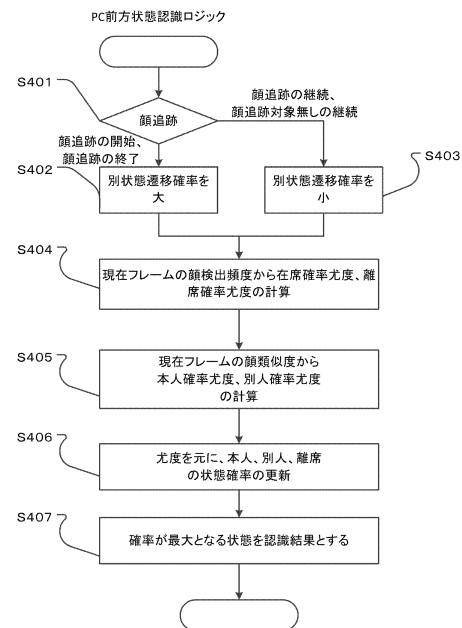 PC前方状態認識ロジック
S401
顔追跡
顔追跡の継続、
顔追跡対象無しの継続
顔追跡の開始、
顔追跡の終了
S402
別状態遷移確率を
大
別状態遷移確率を
小
S403
S404
現在フレームの顔検出頻度から在席確率尤度、離
席確率尤度の計算
S405
現在フレームの顔類似度から
本人確率尤度、別人確率尤度
の計算
S406
尤度を元に、本人、別人、離席
の状態確率の更新
S407
確率が最大となる状態を認識結果とする